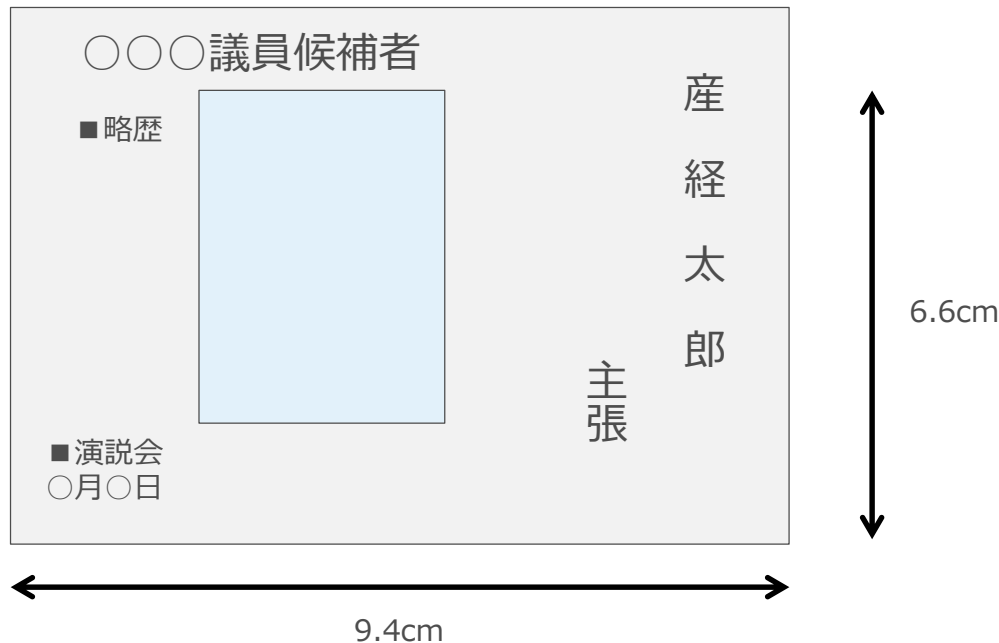 ○○○議員候補者
産経太郎
主張
■略歴
■演説会
○月○日
6.6cm
9.4cm